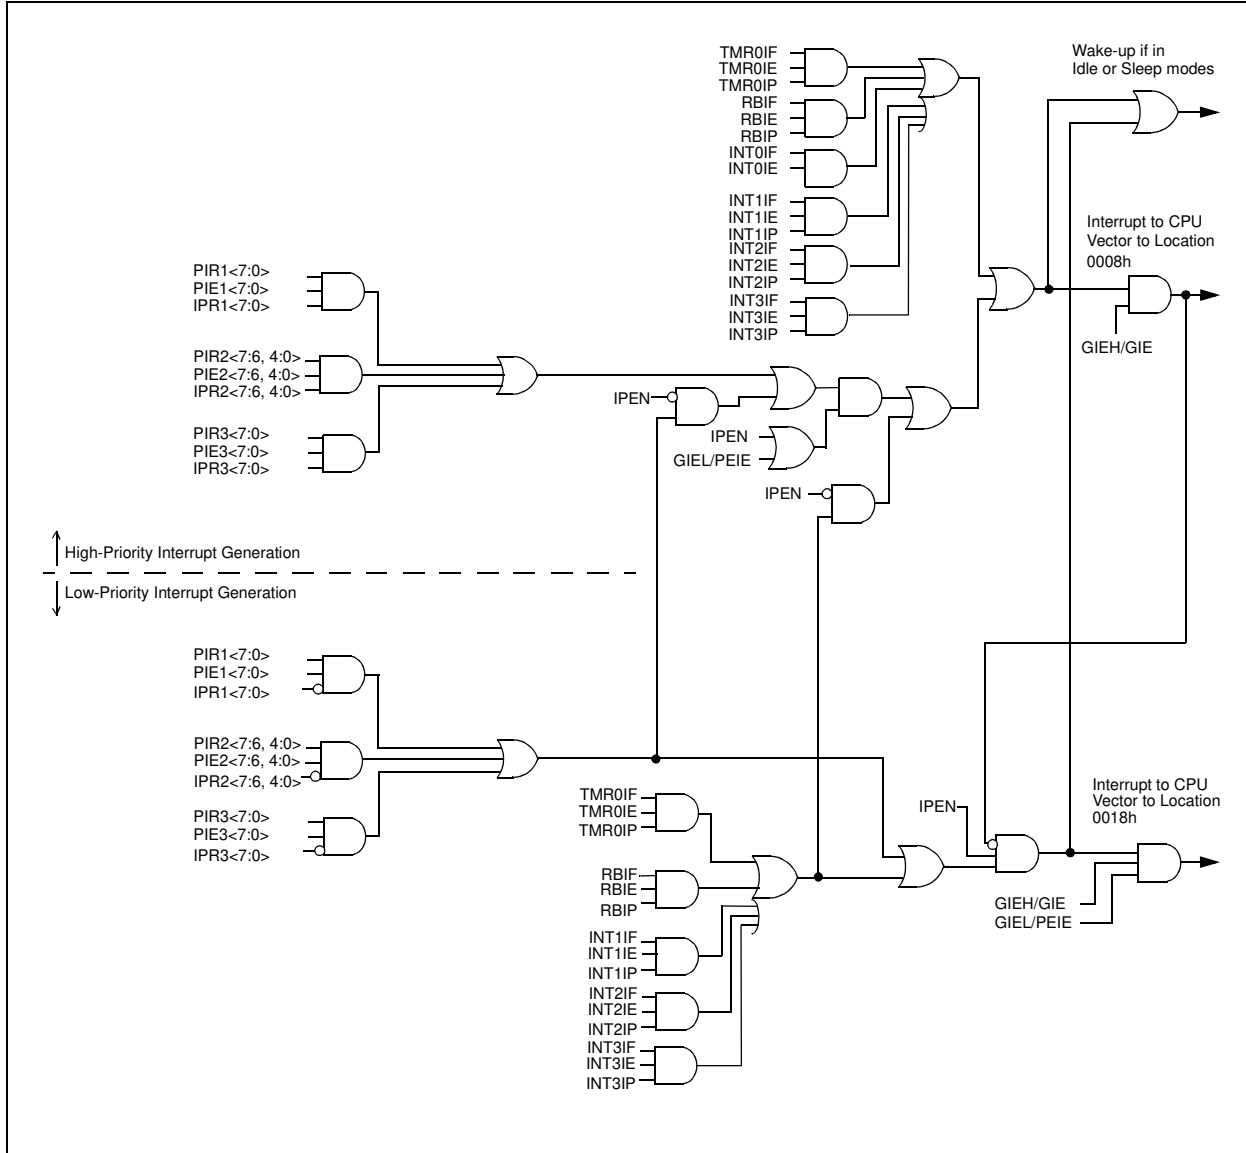 TMR0IF
TMR0IE
TMR0IP
RBIF
RBIE
RBIP
INT0IF
INT0IE
INT1IF
INT1IE
INT1IP
INT2IF
INT2IE
INT2IP
INT3IF
INT3IE
INT3IP
Wake-up if in
Idle or Sleep modes
Interrupt to CPU
Vector to Location
0008h
GIEH/GIE
PIR1<7:0>
PIE1<7:0>
IPR1<7:0>
PIR2<7:6, 4:0>
PIE2<7:6, 4:0>
IPR2<7:6, 4:0>
PIR3<7:0>
PIE3<7:0>
IPR3<7:0>
IPEN
IPEN
GIEL/PEIE
IPEN
High-Priority Interrupt Generation
Low-Priority Interrupt Generation
PIR1<7:0>
PIE1<7:0>
IPR1<7:0>
PIR2<7:6, 4:0>
PIE2<7:6, 4:0>
IPR2<7:6, 4:0>
PIR3<7:0>
PIE3<7:0>
IPR3<7:0>
TMR0IF
TMR0IE
TMR0IP
RBIF
RBIE
RBIP
INT1IF
INT1IE
INT1IP
INT2IF
INT2IE
INT2IP
INT3IF
INT3IE
INT3IP
IPEN
Interrupt to CPU
Vector to Location
0018h
GIEH/GIE
GIEL/PEIE